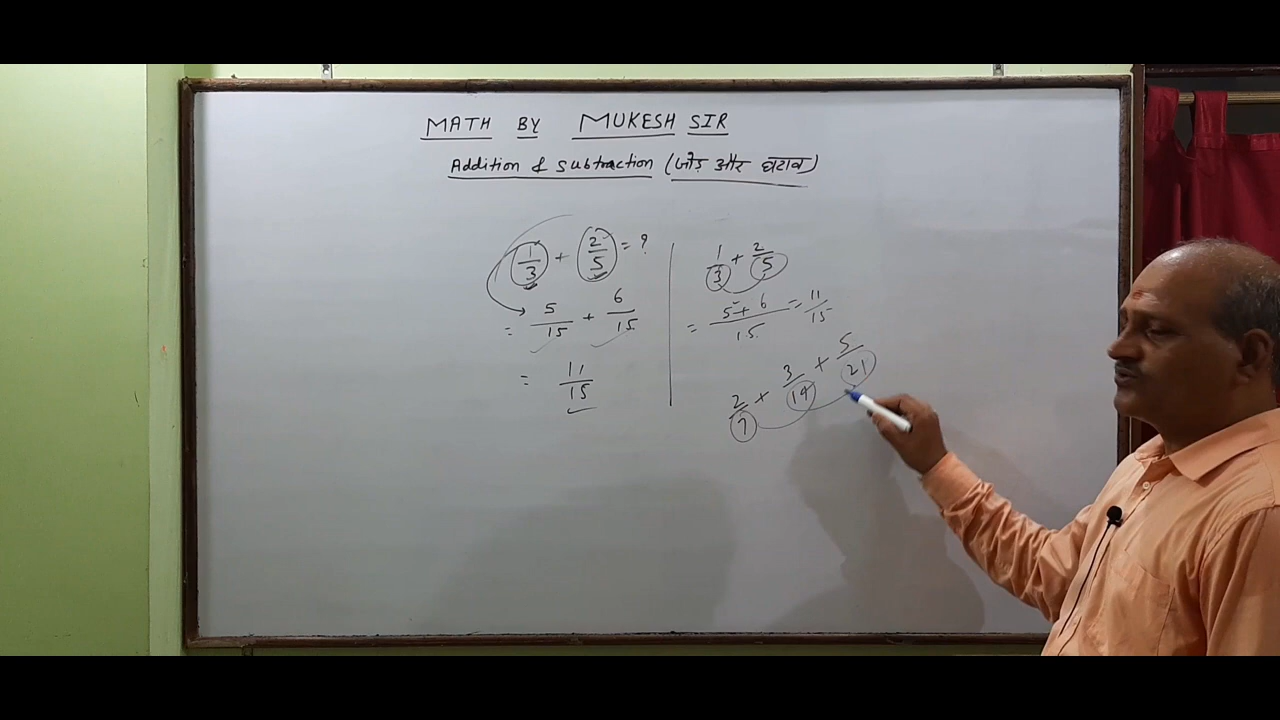 MATH BY MUKESH SIR
Addition & Subtraction (जोड़ और घटाव)
1/3 + 2/5 = ?
= 5/15 + 6/15
= 11/15
1/3 + 2/5
= 5+6/15 = 11/15
2/7 + 3/14 + 5/21